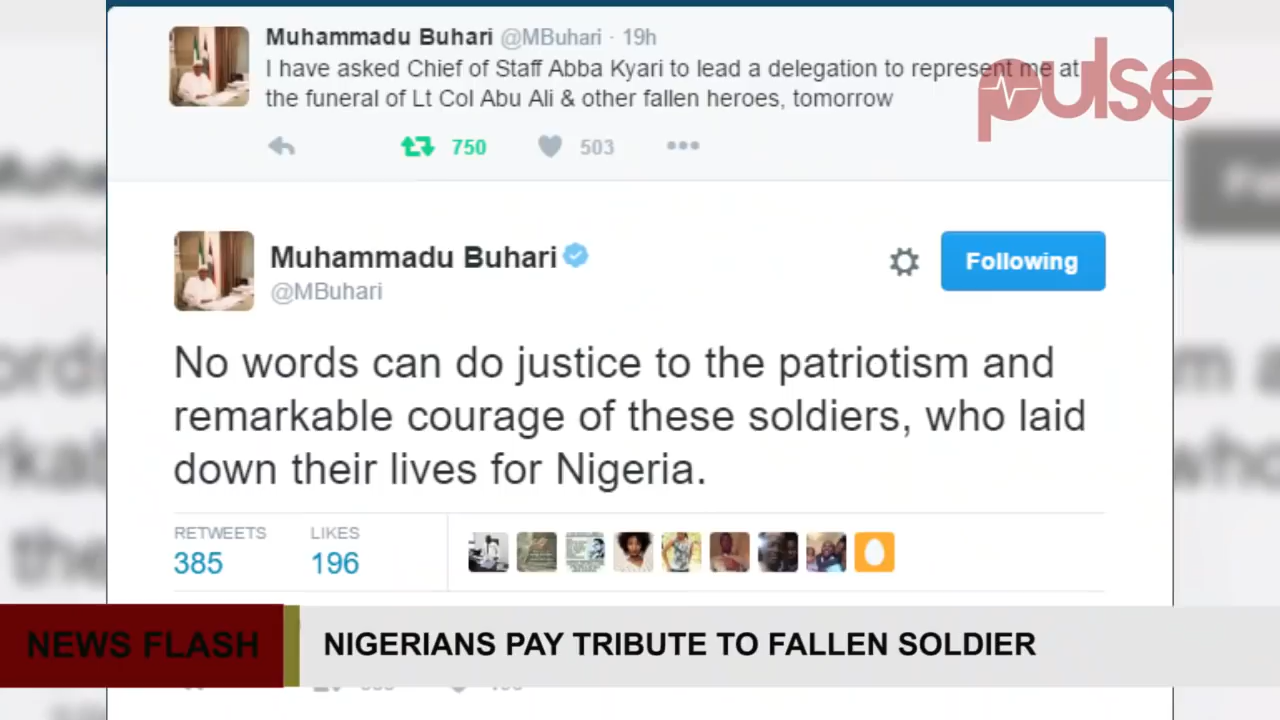 Muhammadu Buhari @MBuhari · 19h
I have asked Chief of Staff Abba Kyari to lead a delegation to represent me at
the funeral of Lt Col Abu Ali & other fallen heroes, tomorrow
pulse
750 503
Muhammadu Buhari
@MBuhari
Following
No words can do justice to the patriotism and
remarkable courage of these soldiers, who laid
down their lives for Nigeria.
RETWEETS LIKES
385 196
NEWS FLASH NIGERIANS PAY TRIBUTE TO FALLEN SOLDIER